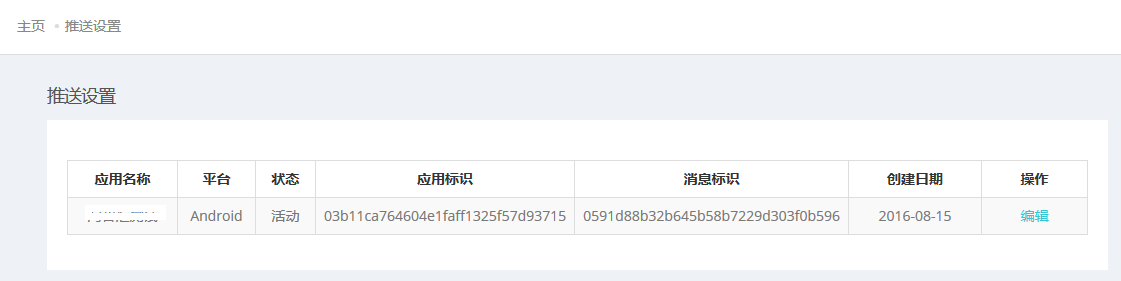 主页 推送设置
推送设置
应用名称 平台 状态 应用标识 消息标识 创建日期 操作
Android 活动 03b11ca764604e1faff1325f57d93715 0591d88b32b645b58b7229d303f0b596 2016-08-15 编辑